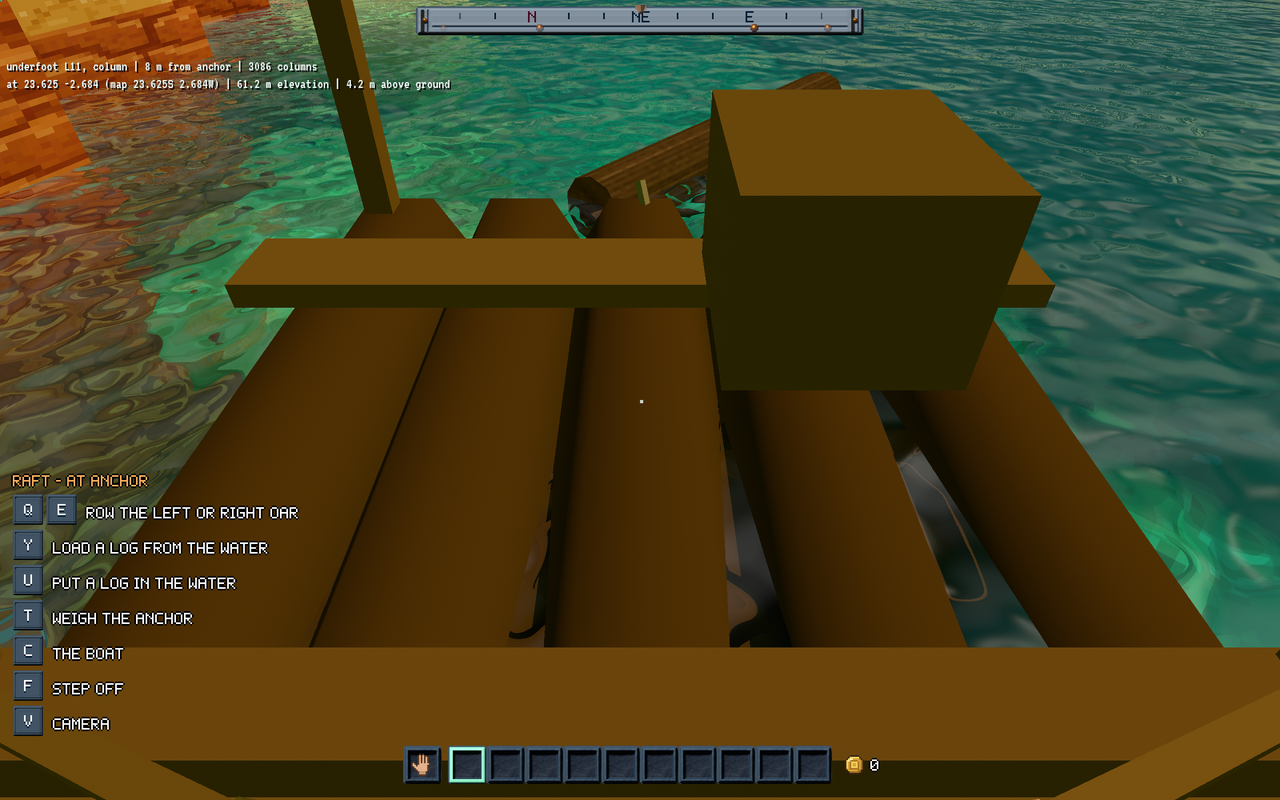 N NE E
underfoot L11, column | 8 m from anchor | 3086 columns
at 23.625 -2.684 (map 23.625S 2.684W) | 61.2 m elevation | 4.2 m above ground
RAFT - AT ANCHOR
Q E ROW THE LEFT OR RIGHT OAR
Y LOAD A LOG FROM THE WATER
U PUT A LOG IN THE WATER
T WEIGH THE ANCHOR
C THE BOAT
F STEP OFF
V CAMERA
0